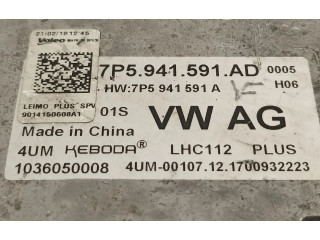 21/02/18 12:45
Valeo
7P5.941.591.AD 0005
HW:7P5 941 591 A H06
LEIMO PLUS SPV
9014150608A1
01S VW AG
Made in China
4UM KEBODA® LHC112 PLUS
1036050008 4UM-00107.12.1700932223